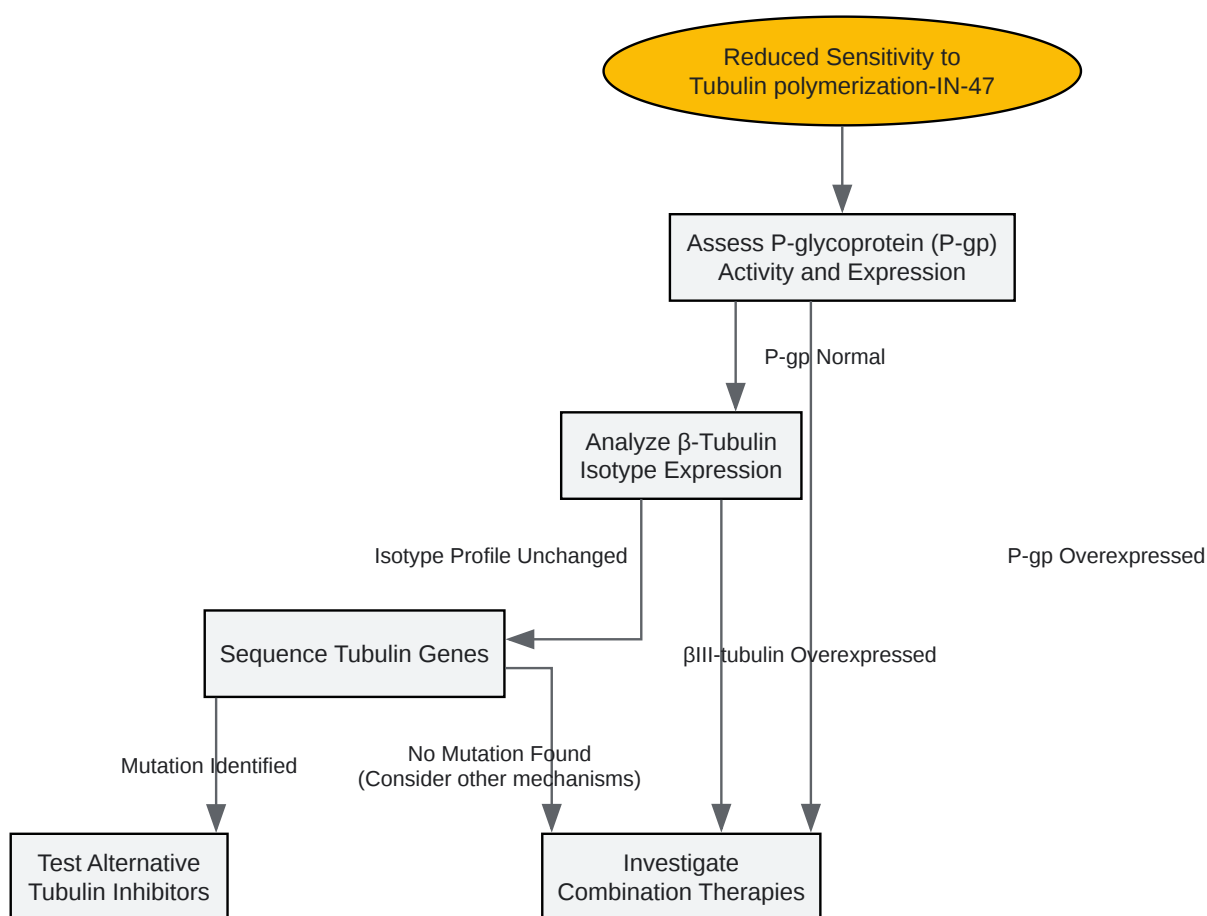 Reduced Sensitivity to
Tubulin polymerization-IN-47
Assess P-glycoprotein (P-gp)
Activity and Expression
P-gp Normal
Analyze β-Tubulin
Isotype Expression
Isotype Profile Unchanged
P-gp Overexpressed
Sequence Tubulin Genes
βIII-tubulin Overexpressed
Mutation Identified
No Mutation Found
(Consider other mechanisms)
Test Alternative
Tubulin Inhibitors
Investigate
Combination Therapies